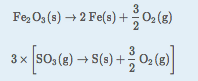 Fe₂O₃(s) → 2 Fe(s) + 3/2 O₂(g)
3 × [SO₃(g) → S(s) + 3/2 O₂(g)]